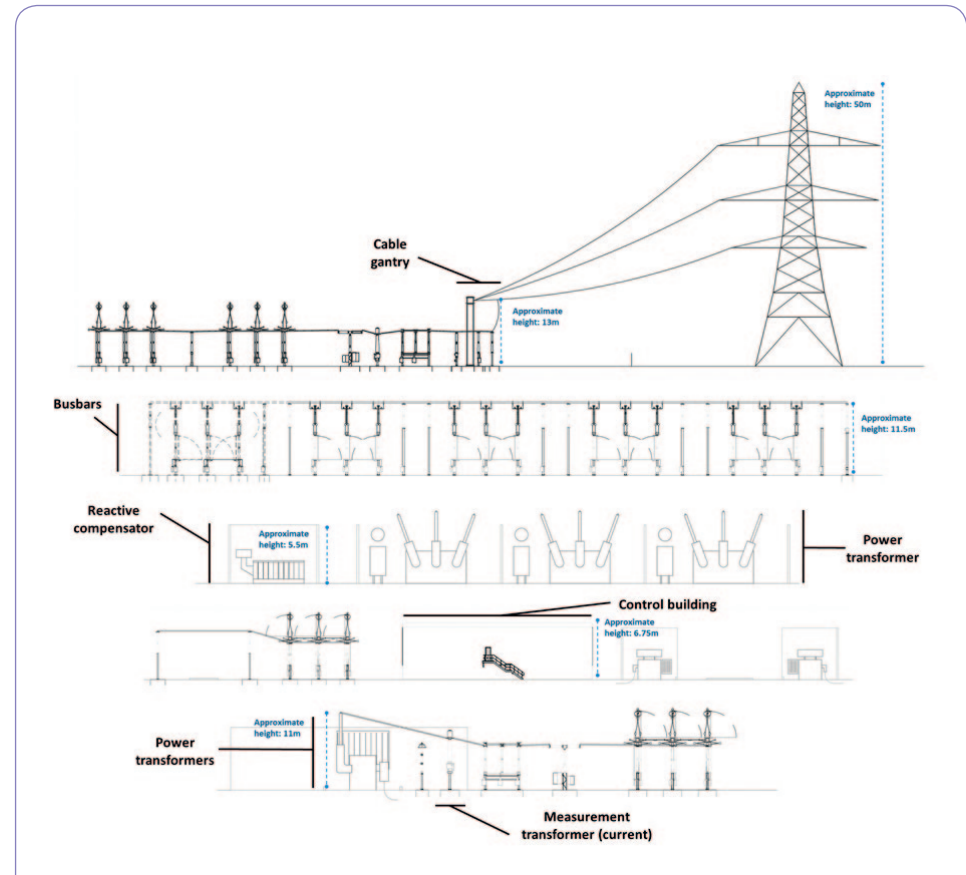 Approximate
height: 50m
Cable
gantry
Approximate
height: 13m
Busbars
Approximate
height: 11.5m
Reactive
compensator
Approximate
height: 5.5m
Power
transformer
Control building
Approximate
height: 6.75m
Approximate
height: 11m
Power
transformers
Measurement
transformer (current)